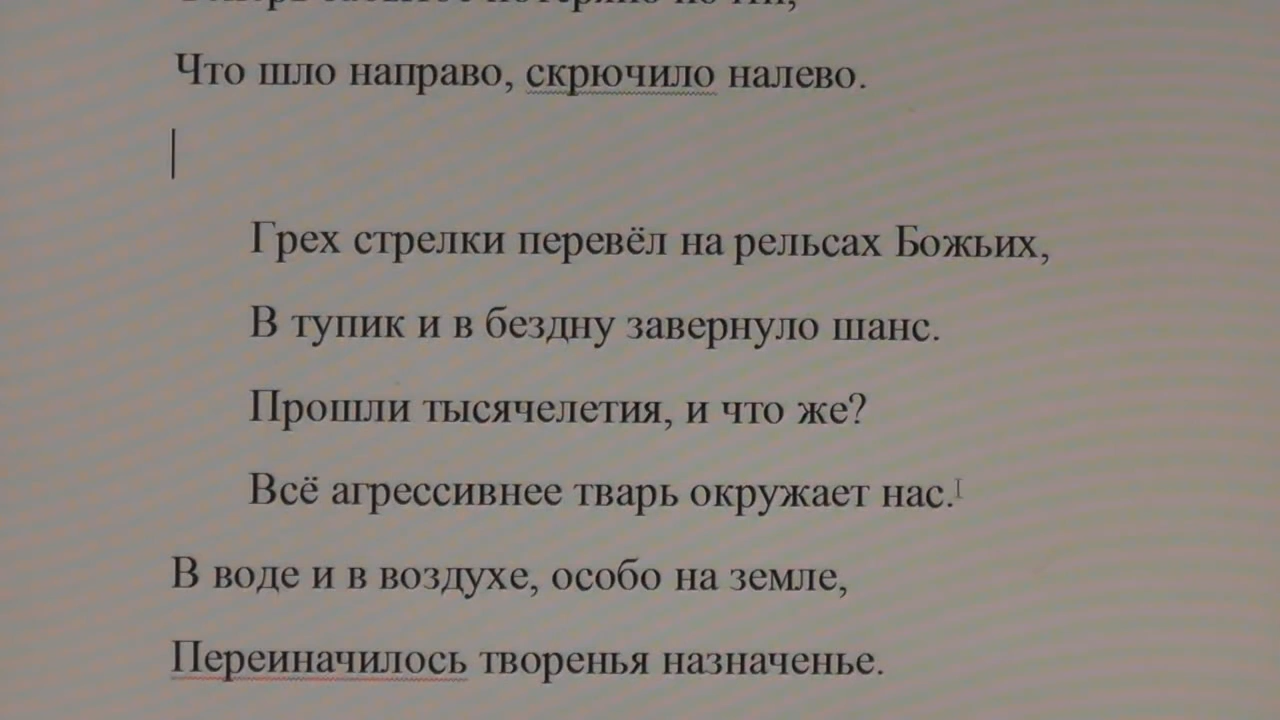 Что шло направо, скрючило налево.
Грех стрелки перевёл на рельсах Божьих,
В тупик и в бездну завернуло шанс.
Прошли тысячелетия, и что же?
Всё агрессивнее тварь окружает нас.
В воде и в воздухе, особо на земле,
Переиначилось творенья назначенье.